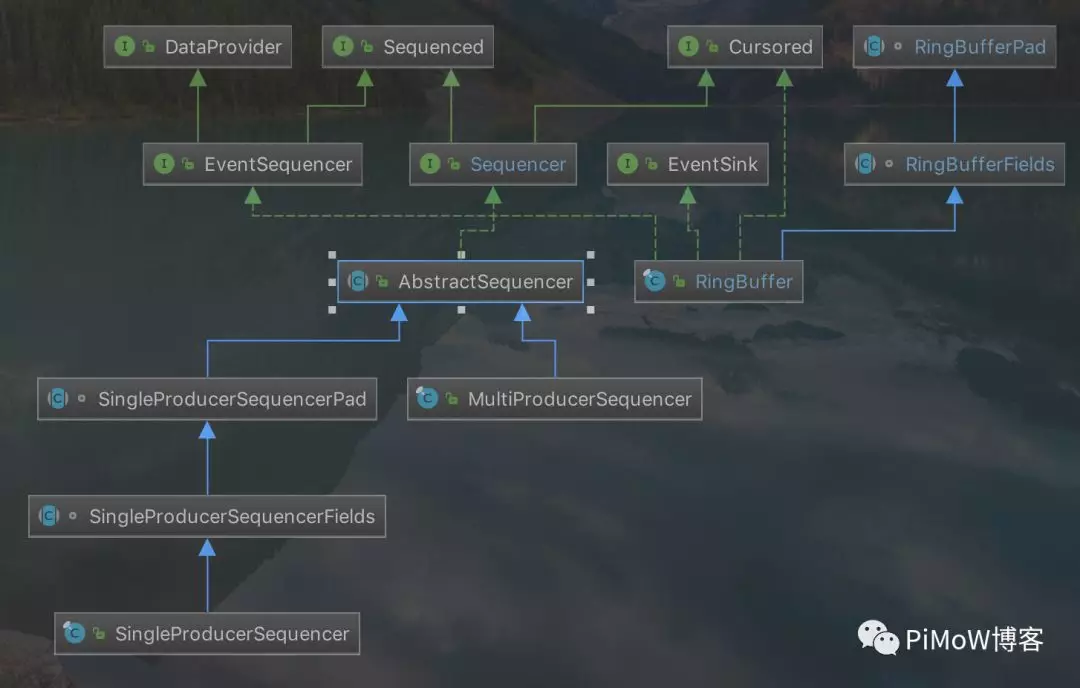 DataProvider
Sequenced
Cursored
RingBufferPad
EventSequencer
Sequencer
EventSink
RingBufferFields
AbstractSequencer
RingBuffer
SingleProducerSequencerPad
MultiProducerSequencer
SingleProducerSequencerFields
SingleProducerSequencer
PiMoW博客